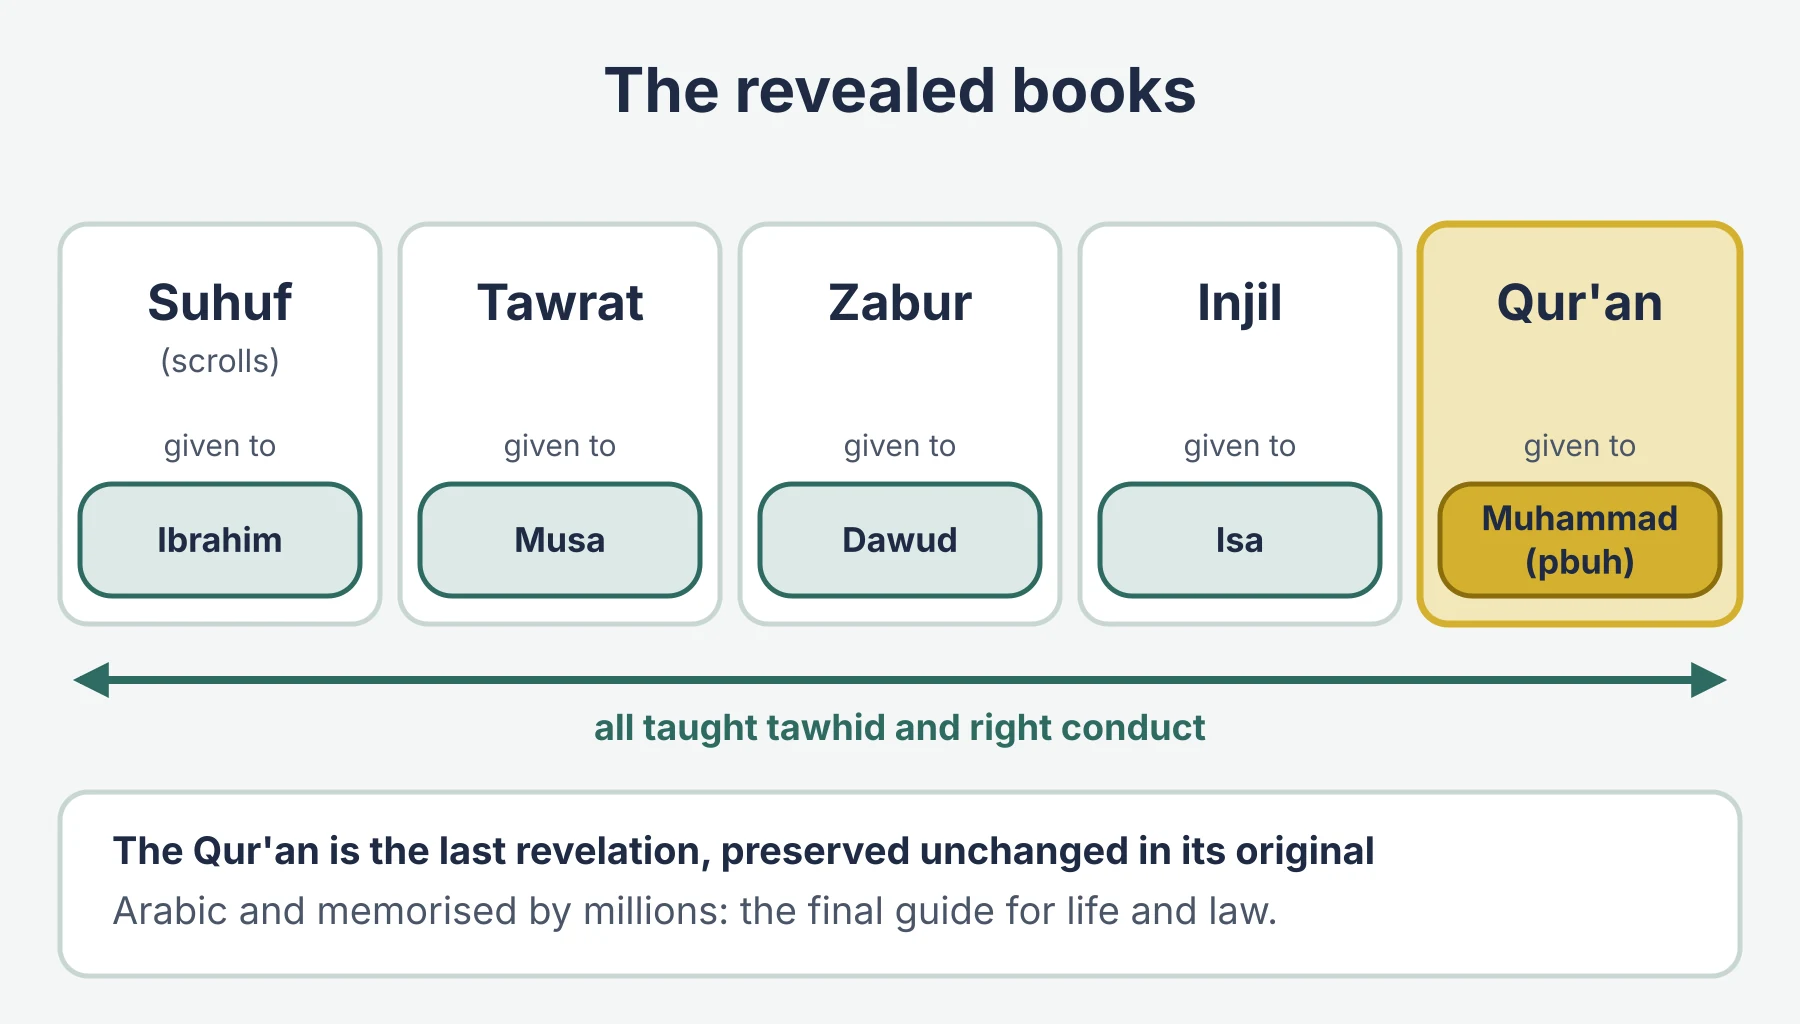 The revealed books
Suhuf
(scrolls)
given to
Ibrahim
Tawrat
given to
Musa
Zabur
given to
Dawud
Injil
given to
Isa
Qur'an
given to
Muhammad
(pbuh)
all taught tawhid and right conduct
The Qur'an is the last revelation, preserved unchanged in its original
Arabic and memorised by millions: the final guide for life and law.